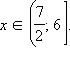 x ∈ (7/2; 6].